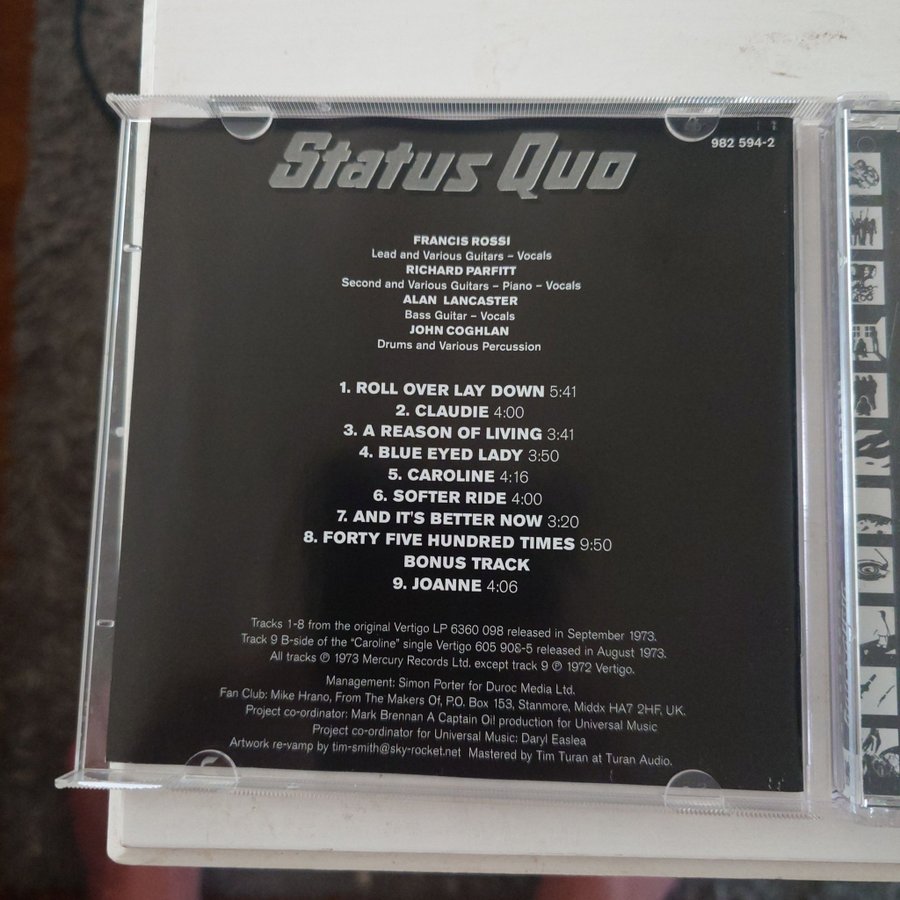 Status Quo
982 594-2
FRANCIS ROSSI
Lead and Various Guitars – Vocals
RICHARD PARFITT
Second and Various Guitars – Piano – Vocals
ALAN LANCASTER
Bass Guitar – Vocals
JOHN COGHLAN
Drums and Various Percussion
1. ROLL OVER LAY DOWN 5:41
2. CLAUDIE 4:00
3. A REASON OF LIVING 3:41
4. BLUE EYED LADY 3:50
5. CAROLINE 4:16
6. SOFTER RIDE 4:00
7. AND IT'S BETTER NOW 3:20
8. FORTY FIVE HUNDRED TIMES 9:50
BONUS TRACK
9. JOANNE 4:06
Tracks 1-8 from the original Vertigo LP 6360 098 released in September 1973.
Track 9 B-side of the “Caroline” single Vertigo 605 908-5 released in August 1973.
All tracks ℗ 1973 Mercury Records Ltd. except track 9 ℗ 1972 Vertigo.
Management: Simon Porter for Duroc Media Ltd.
Fan Club: Mike Hrano, From The Makers Of, P.O. Box 153, Stanmore, Middx HA7 2HF, UK.
Project co-ordinator: Mark Brennan A Captain Oil production for Universal Music
Project co-ordinator for Universal Music: Daryl Easlea
Artwork re-vamp by tim-smith@sky-rocket.net Mastered by Tim Turan at Turan Audio.